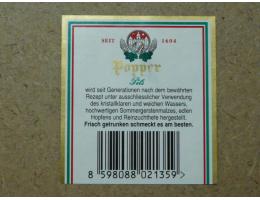 SEIT 1694
Popper
Pils
wird seit Generationen nach dem bewährten
Rezept unter ausschliesslicher Verwendung
des kristallklaren und weichen Wassers,
hochwertigen Sommergerstenmalzes, edlen
Hopfens und Reinzuchthefe hergestellt.
Frisch getrunken schmeckt es am besten.
8 598088 021359 >